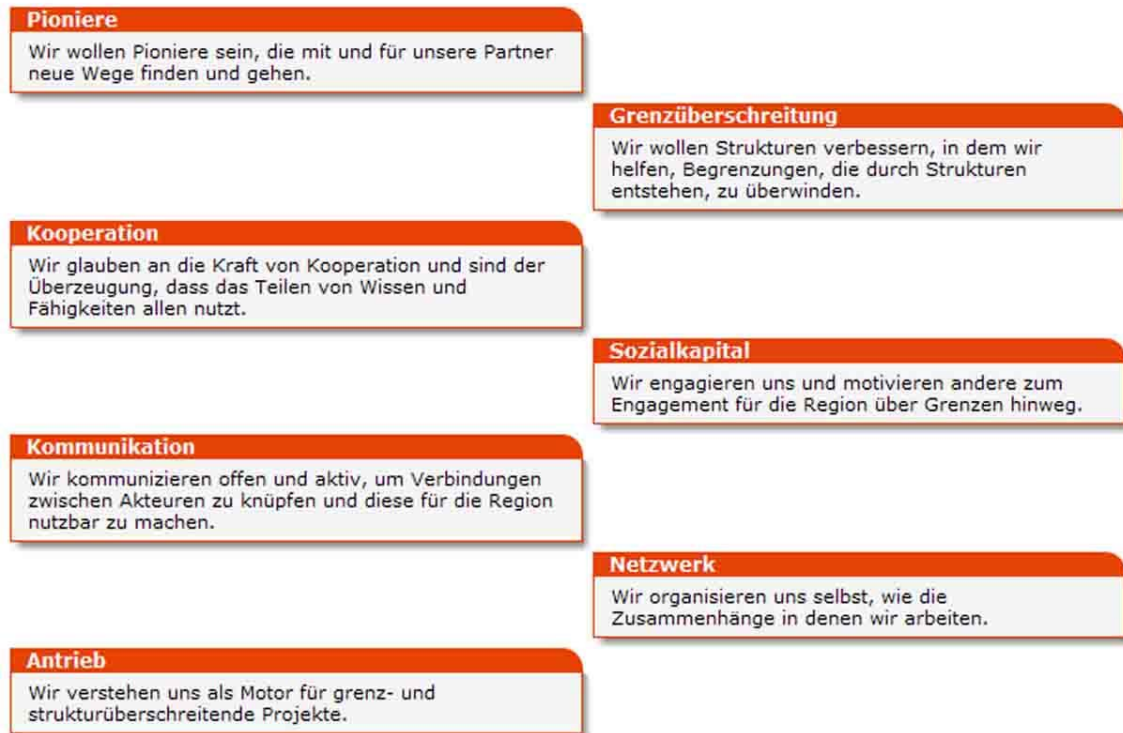 Pioniere
Wir wollen Pioniere sein, die mit und für unsere Partner
neue Wege finden und gehen.
Grenzüberschreitung
Wir wollen Strukturen verbessern, in dem wir
helfen, Begrenzungen, die durch Strukturen
entstehen, zu überwinden.
Kooperation
Wir glauben an die Kraft von Kooperation und sind der
Überzeugung, dass das Teilen von Wissen und
Fähigkeiten allen nutzt.
Sozialkapital
Wir engagieren uns und motivieren andere zum
Engagement für die Region über Grenzen hinweg.
Kommunikation
Wir kommunizieren offen und aktiv, um Verbindungen
zwischen Akteuren zu knüpfen und diese für die Region
nutzbar zu machen.
Netzwerk
Wir organisieren uns selbst, wie die
Zusammenhänge in denen wir arbeiten.
Antrieb
Wir verstehen uns als Motor für grenz- und
strukturüberschreitende Projekte.